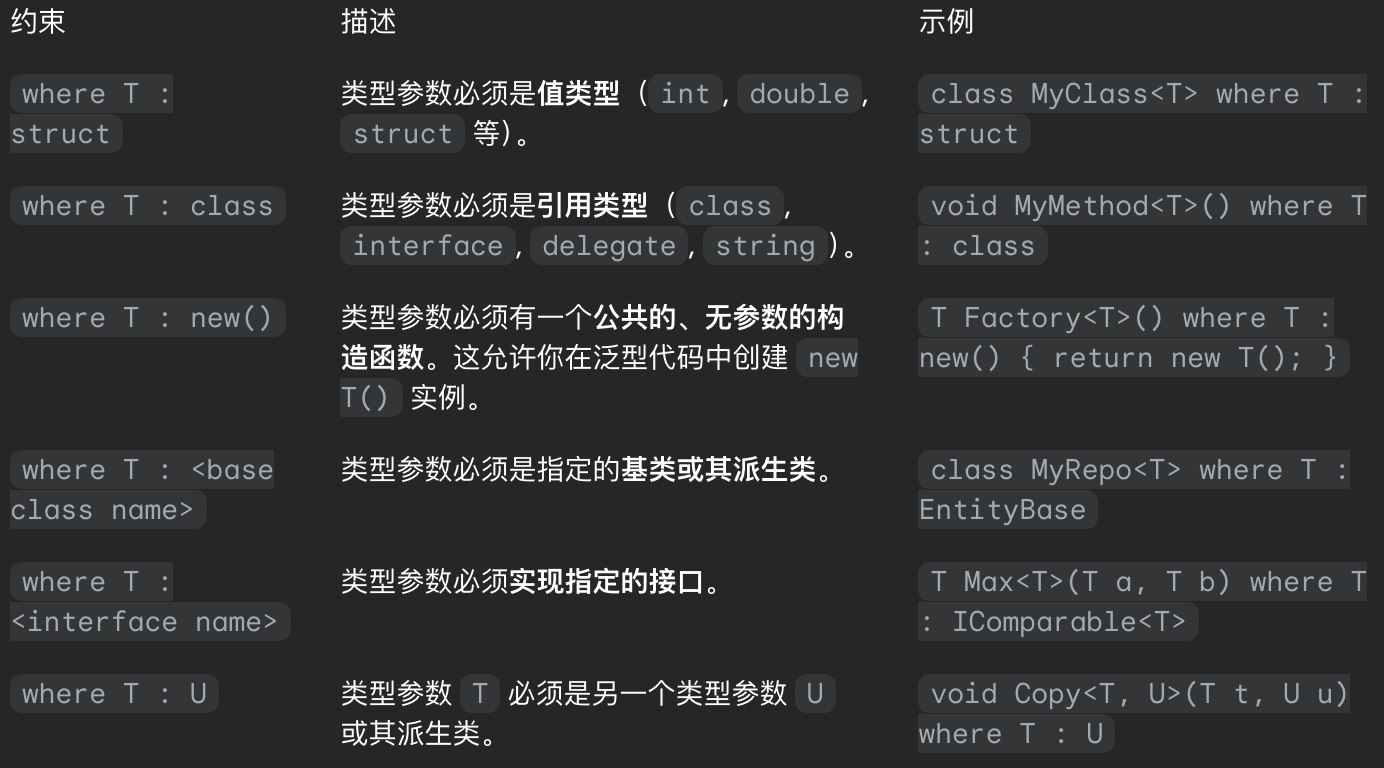 约束 描述 示例
where T : struct
类型参数必须是值类型（int, double,
struct 等）。
class MyClass<T> where T :
struct
where T : class
类型参数必须是引用类型（class,
interface, delegate, string）。
void MyMethod<T>() where T
: class
where T : new()
类型参数必须有一个公共的、无参数的构
造函数。这允许你在泛型代码中创建 new
T() 实例。
T Factory<T>() where T :
new() { return new T(); }
where T : <base
class name>
类型参数必须是指定的基类或其派生类。
class MyRepo<T> where T :
EntityBase
where T :
<interface name>
类型参数必须实现指定的接口。
T Max<T>(T a, T b) where T
: IComparable<T>
where T : U
类型参数 T 必须是另一个类型参数 U
或其派生类。
void Copy<T, U>(T t, U u)
where T : U